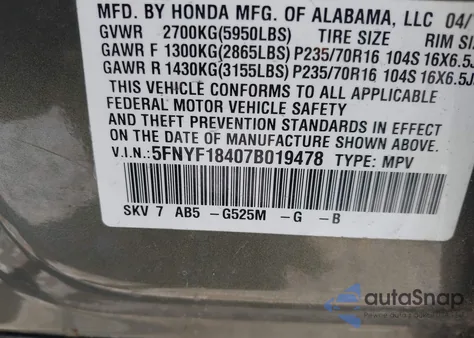 MFD. BY HONDA MFG. OF ALABAMA, LLC 04/
GVWR 2700KG(5950LBS) TIRE SIZE RIM SI
GAWR F 1300KG(2865LBS) P235/70R16 104S 16X6.5J
GAWR R 1430KG(3155LBS) P235/70R16 104S 16X6.5J
THIS VEHICLE CONFORMS TO ALL APPLICABLE
FEDERAL MOTOR VEHICLE SAFETY
AND THEFT PREVENTION STANDARDS IN EFFECT
ON THE DATE OF MANUFACTURE SHOWN ABOVE.
V.I.N.: 5FNYF18407B019478 TYPE: MPV
SKV 7 AB5 - G525M - G - B
autoSnap